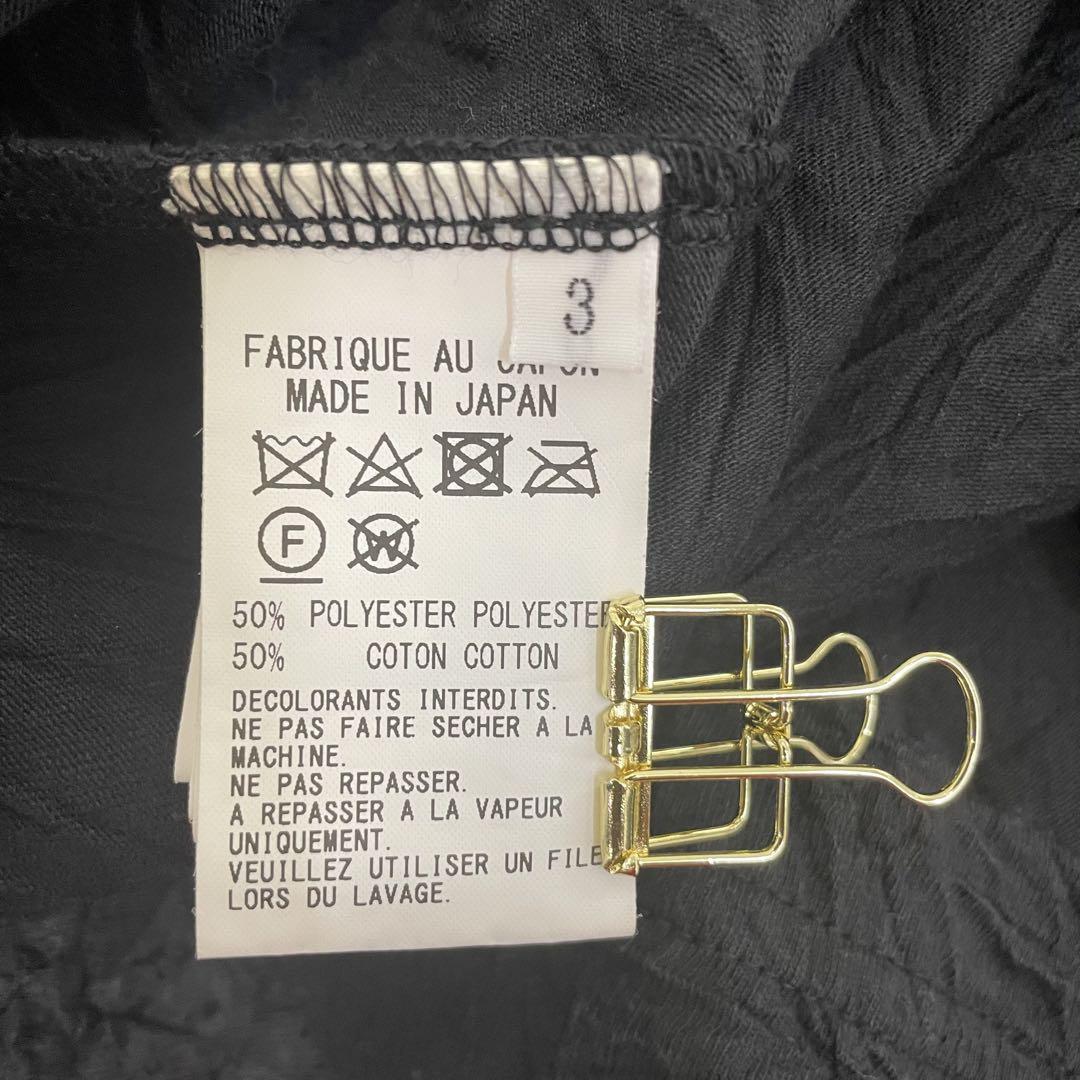 3
FABRIQUE AU JAPON
MADE IN JAPAN
F W
50% POLYESTER POLYESTER
50% COTON COTTON
DECOLORANTS INTERDITS.
NE PAS FAIRE SECHER A LA
MACHINE.
NE PAS REPASSER.
A REPASSER A LA VAPEUR
UNIQUEMENT.
VEUILLEZ UTILISER UN FILE
LORS DU LAVAGE.